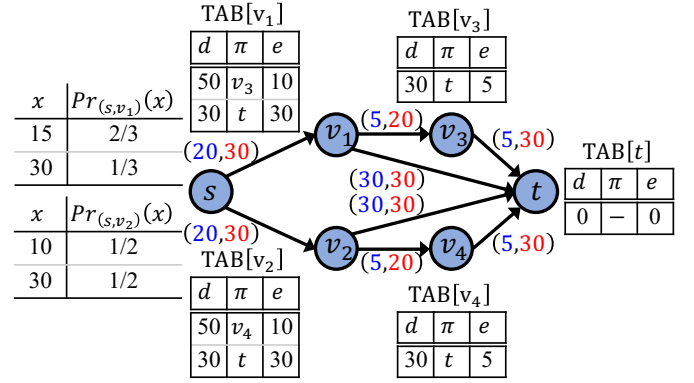 TAB[v₁]
d π e
50 v₃ 10
30 t 30
TAB[v₃]
d π e
30 t 5
x Pr₍ₛ,ᵥ₁₎(x)
15 2/3
30 1/3
x Pr₍ₛ,ᵥ₂₎(x)
10 1/2
30 1/2
(20,30)
(5,20)
(5,30)
v₁
v₃
s
(30,30)
(30,30)
t
TAB[t]
d π e
0 − 0
(20,30)
v₂
(5,20)
v₄
(5,30)
TAB[v₂]
d π e
50 v₄ 10
30 t 30
TAB[v₄]
d π e
30 t 5